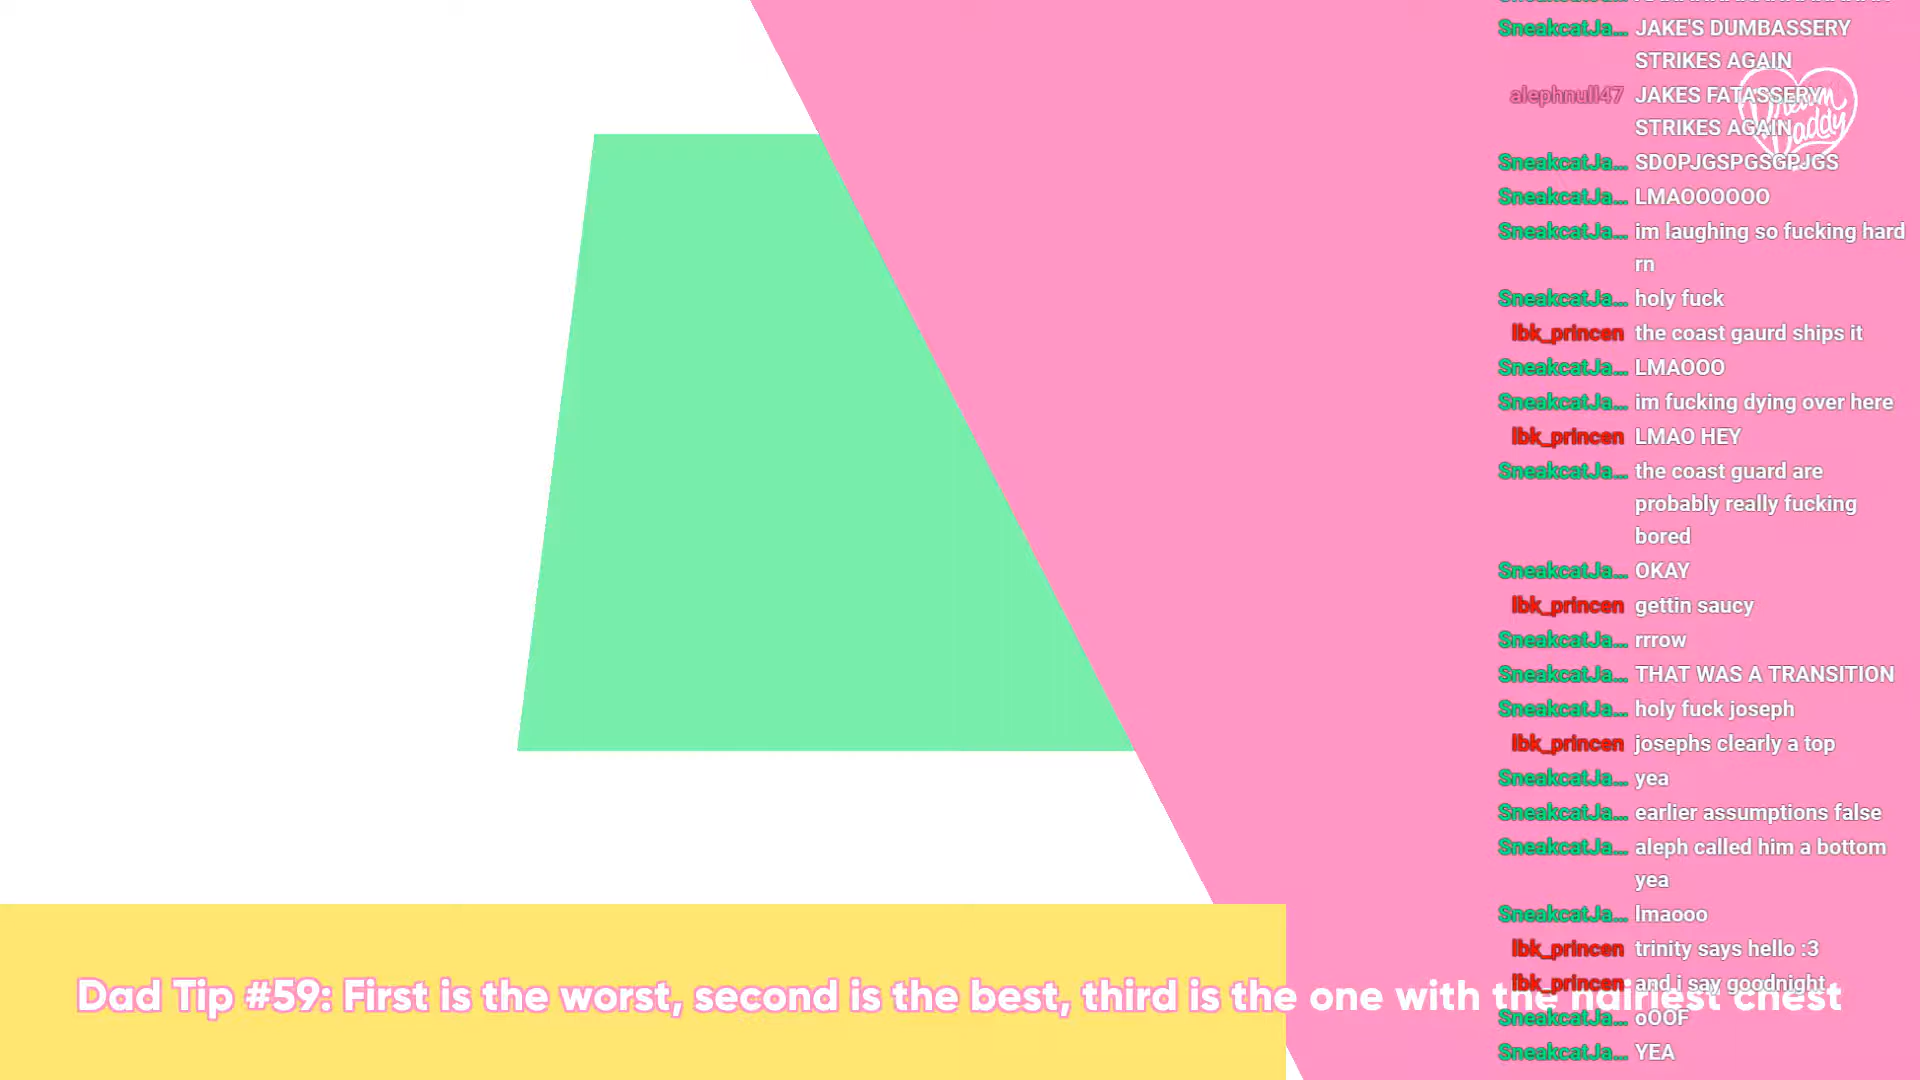 SneakcatJa... JAKE'S DUMBASSERY
STRIKES AGAIN
alephnull47 JAKES FATASSERY
STRIKES AGAIN
Dream
Daddy
SneakcatJa... SDOPJGSPGSGPJGS
SneakcatJa... LMAOOOOOO
SneakcatJa... im laughing so fucking hard
rn
SneakcatJa... holy fuck
lbk_princen the coast gaurd ships it
SneakcatJa... LMAOOO
SneakcatJa... im fucking dying over here
lbk_princen LMAO HEY
SneakcatJa... the coast guard are
probably really fucking
bored
SneakcatJa... OKAY
lbk_princen gettin saucy
SneakcatJa... rrrow
SneakcatJa... THAT WAS A TRANSITION
SneakcatJa... holy fuck joseph
lbk_princen josephs clearly a top
SneakcatJa... yea
SneakcatJa... earlier assumptions false
SneakcatJa... aleph called him a bottom
yea
SneakcatJa... lmaooo
lbk_princen trinity says hello :3
lbk_princen and i say goodnight
Dad Tip #59: First is the worst, second is the best, third is the one with the hairiest chest
SneakcatJa... oOOF
SneakcatJa... YEA